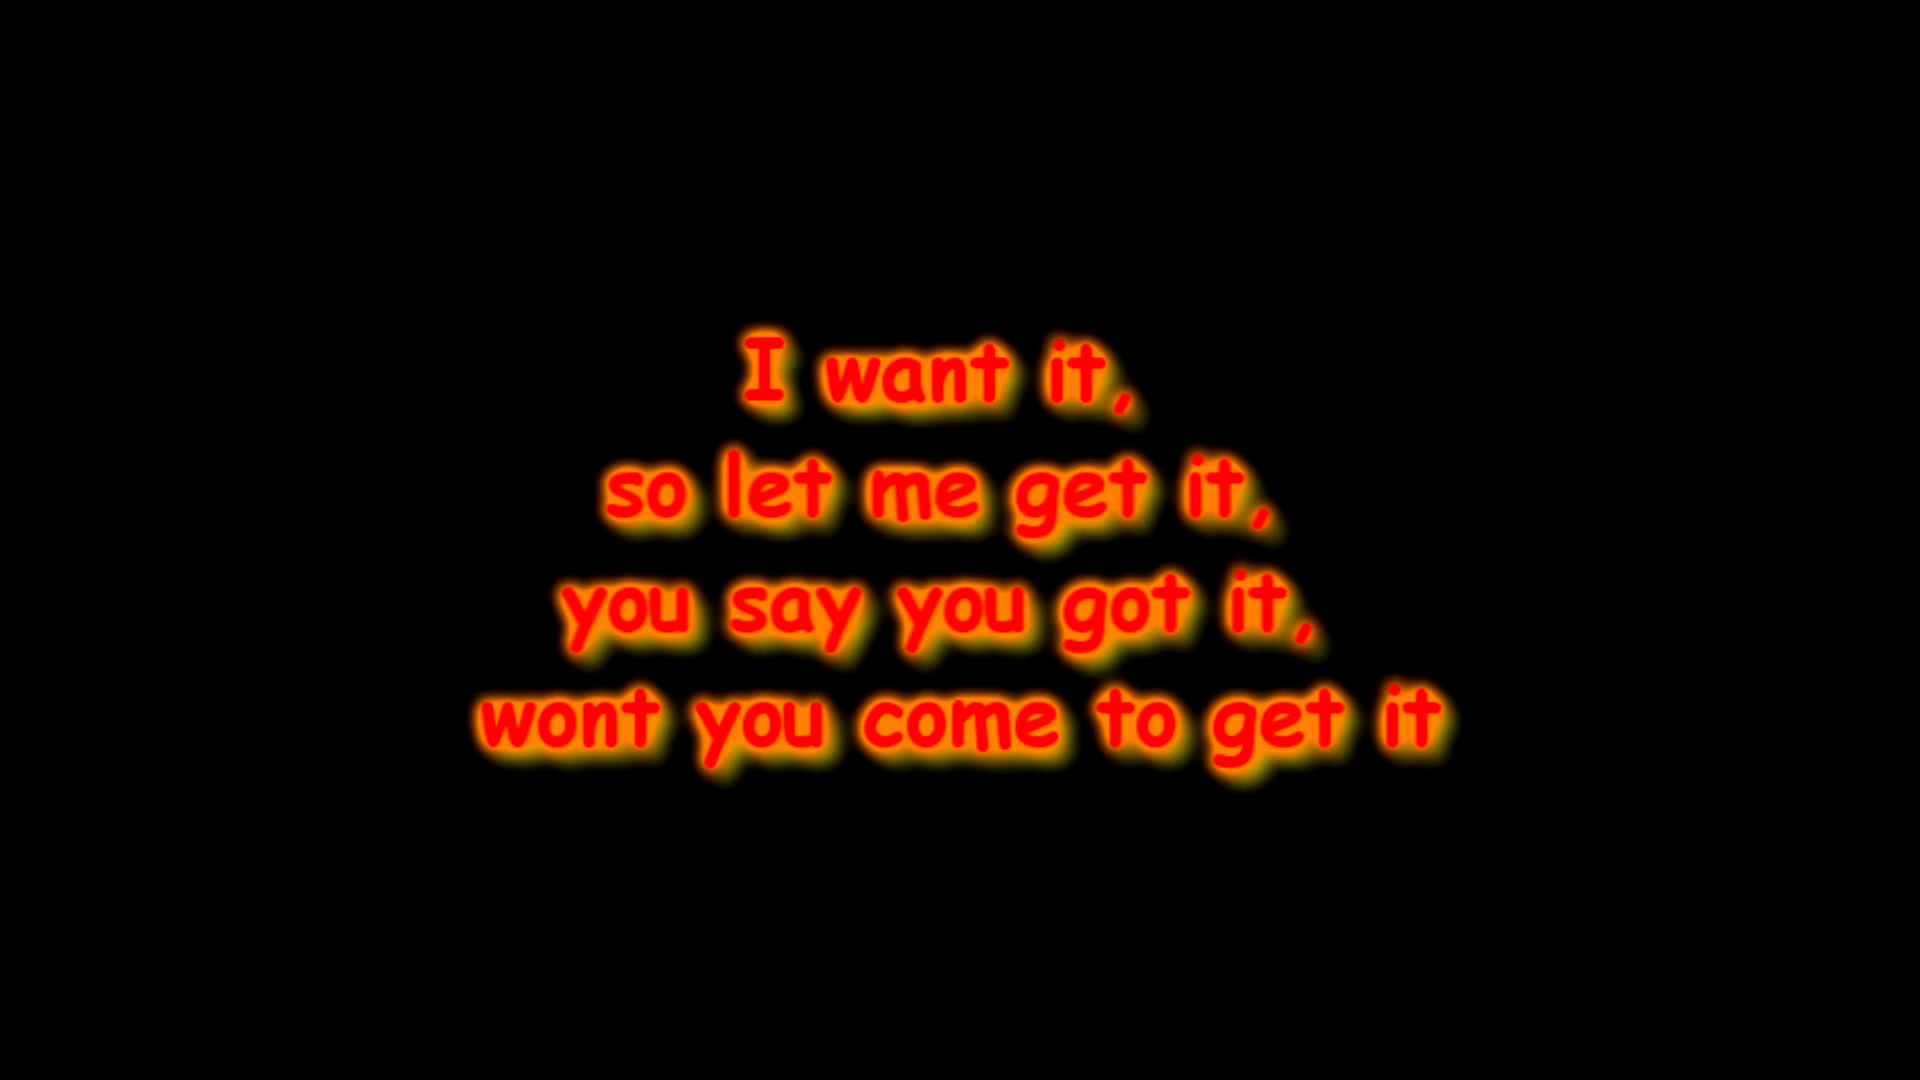 I want it,
so let me get it,
you say you got it,
wont you come to get it